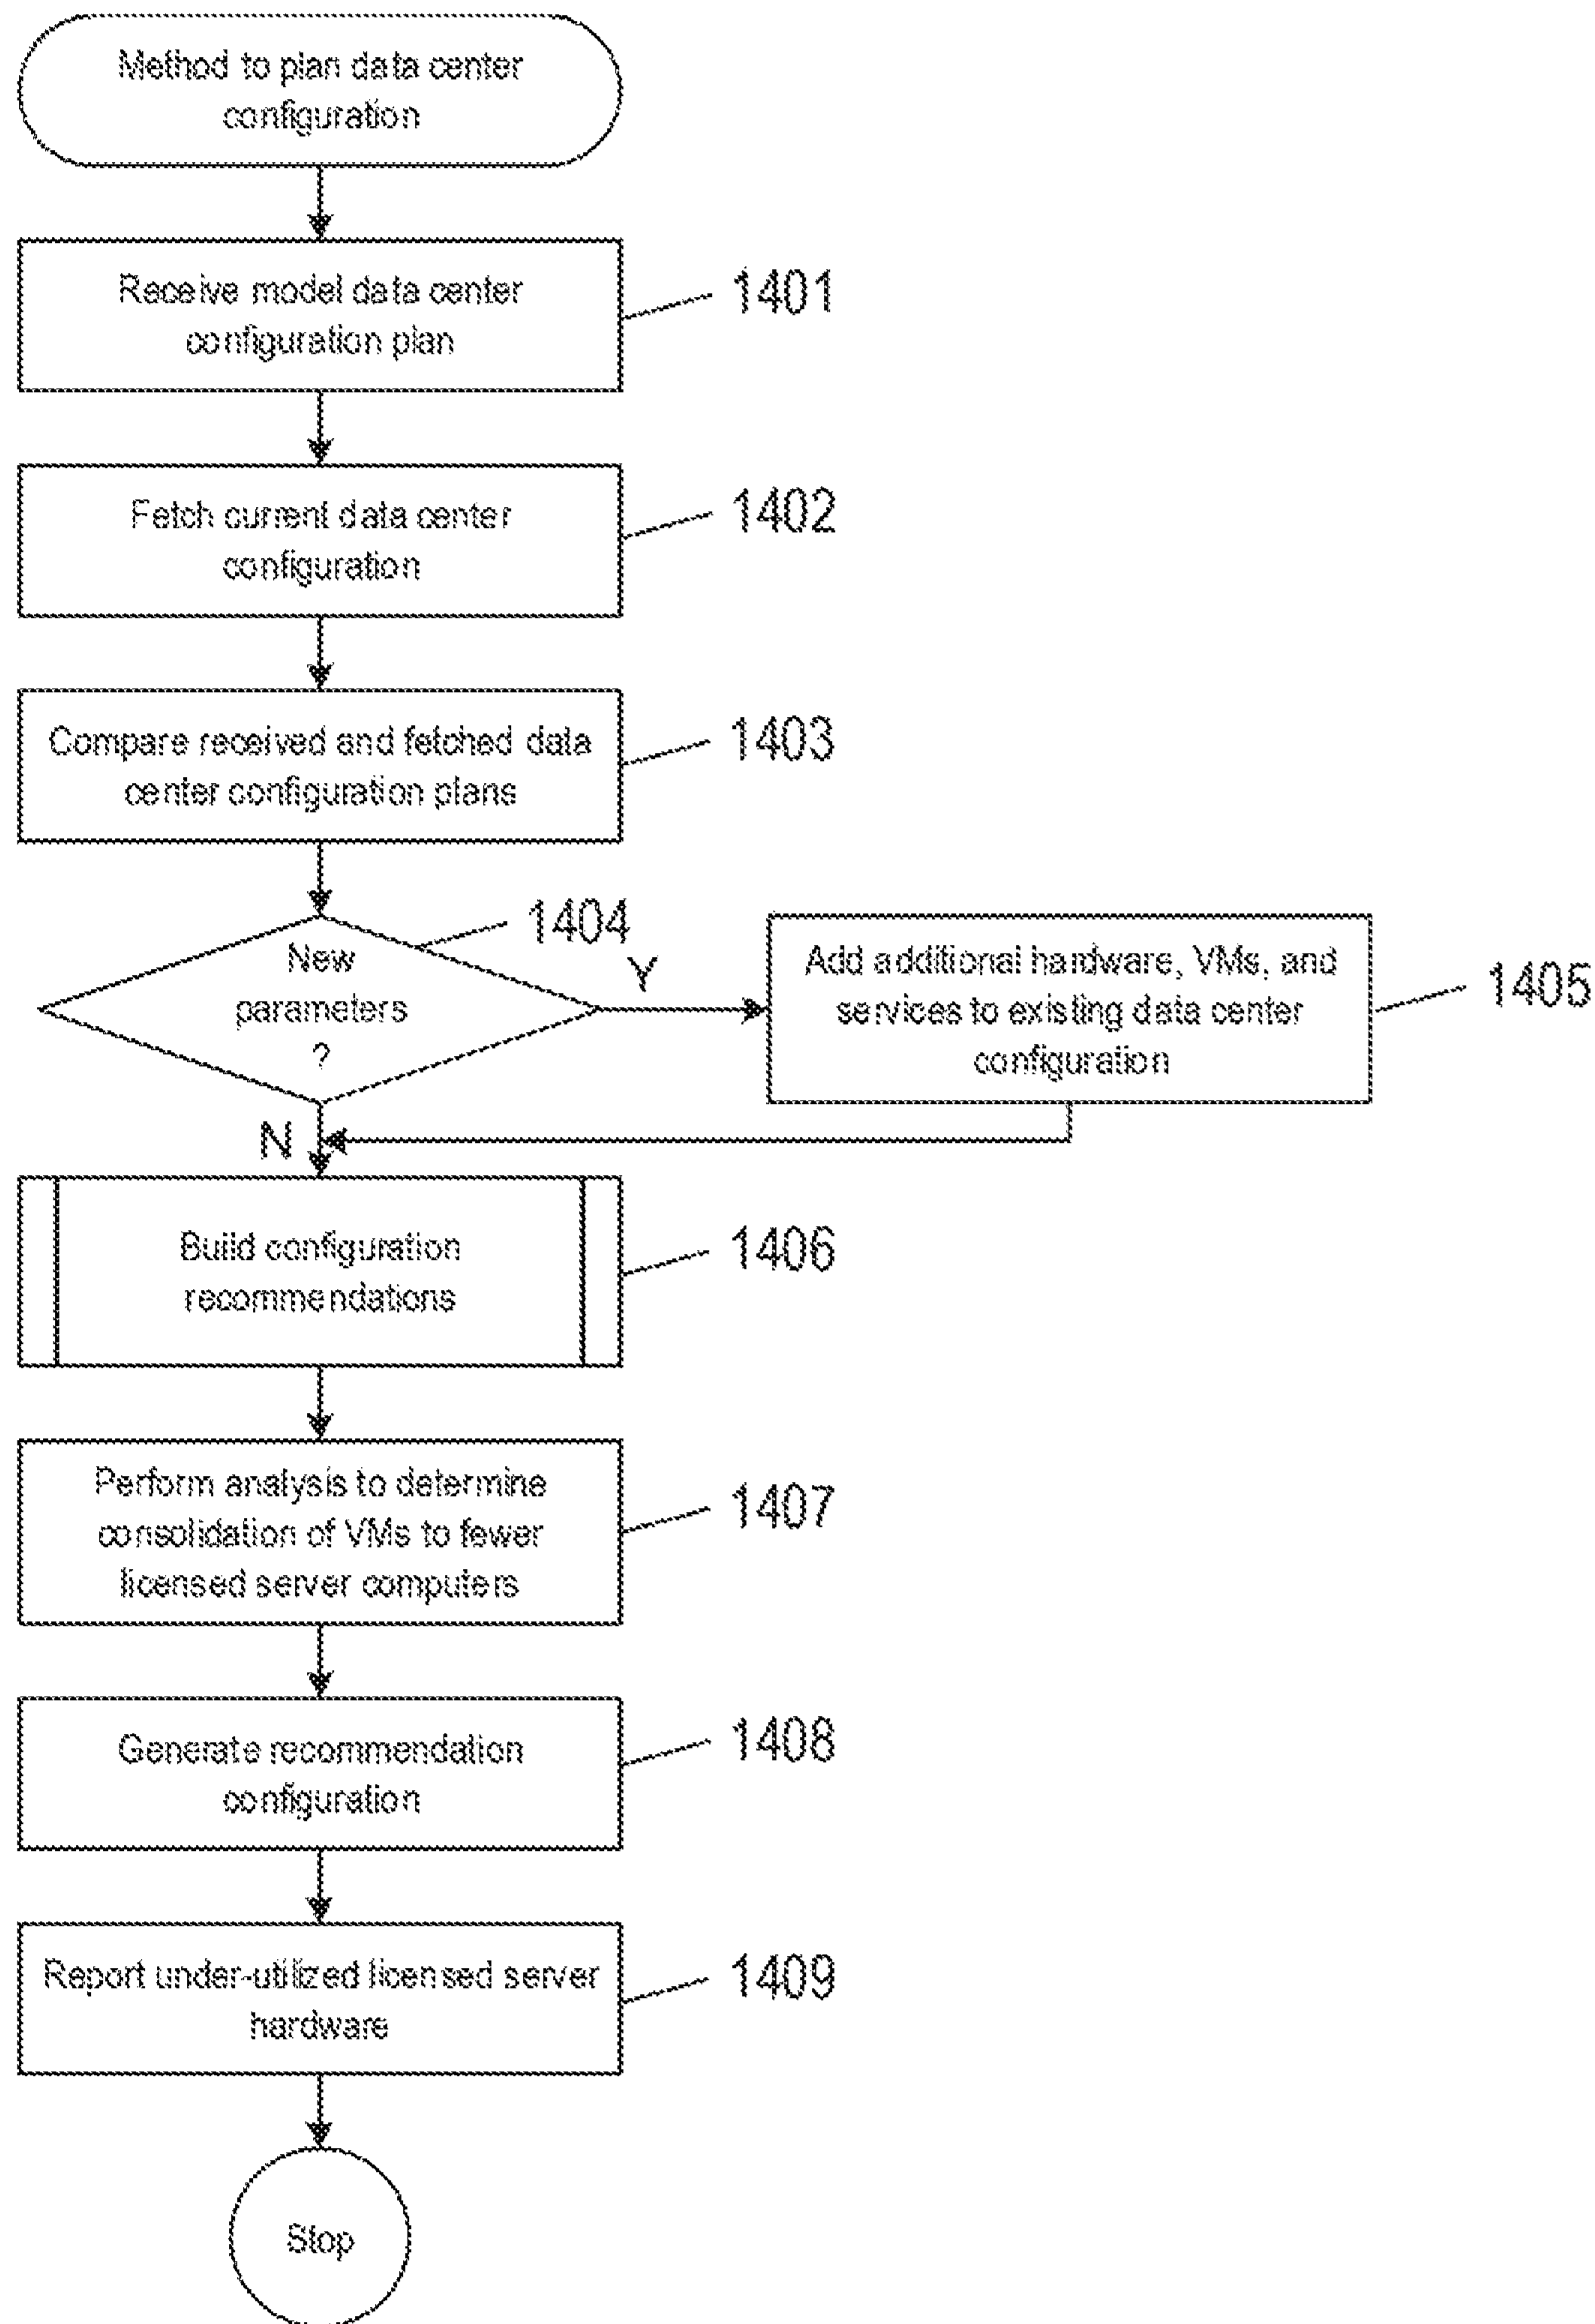 Method to plan data center
configuration
Receive model data center
configuration plan
1401
Fetch current data center
configuration
1402
Compare received and fetched data
center configuration plans
1403
New
parameters
?
1404
Y
Add additional hardware, VMs, and
services to existing data center
configuration
1405
N
Build configuration
recommendations
1406
Perform analysis to determine
consolidation of VMs to fewer
licensed server computers
1407
Generate recommendation
configuration
1408
Report under-utilized licensed server
hardware
1409
Stop